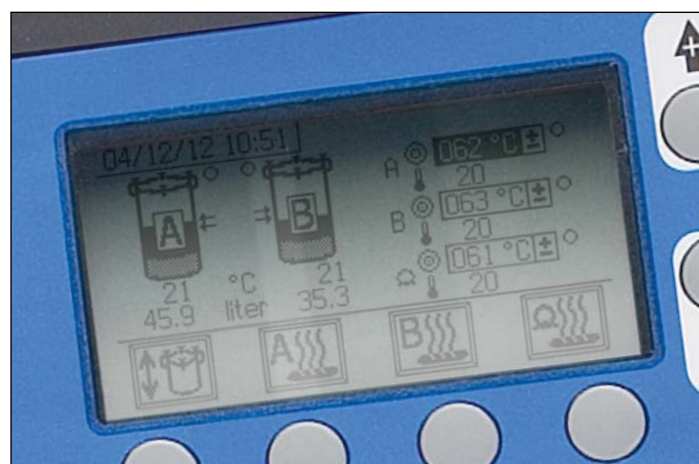 04/12/12 10:51
A
B
21 °C 21
45.9 liter 35.3
A 062 °C ±
20
B 063 °C ±
20
061 °C ±
20
A
B
+